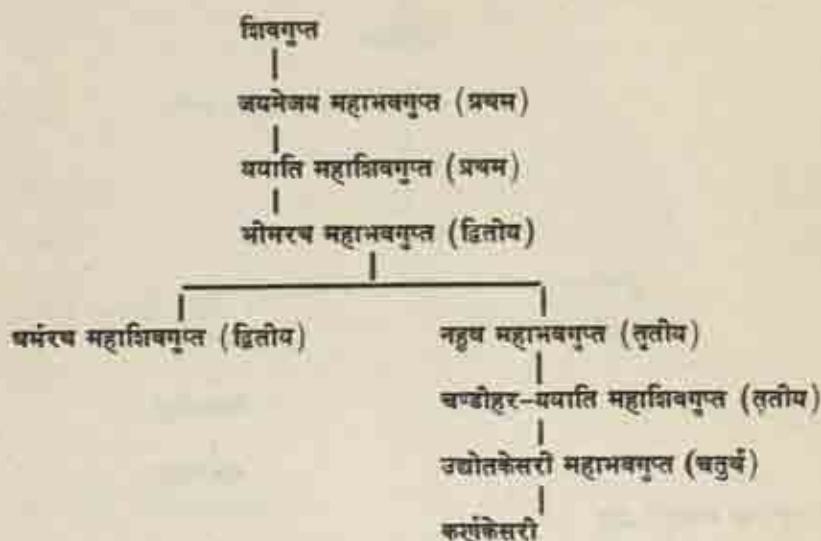 शिवगुप्त
जयमेजय महाभवगुप्त (प्रथम)
ययाति महाशिवगुप्त (प्रथम)
भीमरथ महाभवगुप्त (द्वितीय)
धर्मरथ महाशिवगुप्त (द्वितीय) नहुष महाभवगुप्त (तृतीय)
चण्डीहर-ययाति महाशिवगुप्त (तृतीय)
उद्योतकेसरी महाभवगुप्त (चतुर्थ)
कर्णकेसरी